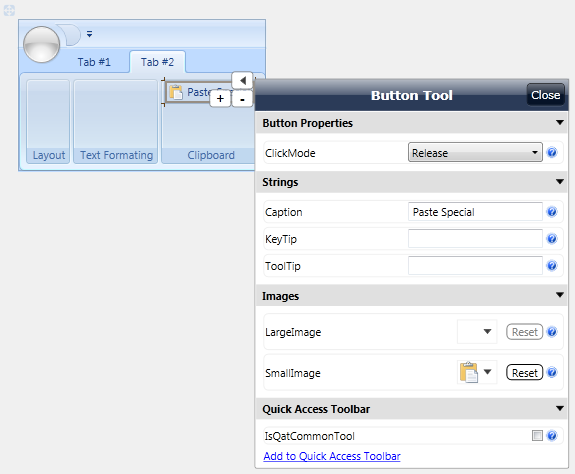 Tab #1 Tab #2
Paste
+ -
Layout Text Formating Clipboard
Button Tool Close
Button Properties
ClickMode Release ?
Strings
Caption Paste Special ?
KeyTip ?
ToolTip ?
Images
LargeImage Reset ?
SmallImage Reset ?
Quick Access Toolbar
IsQatCommonTool ?
Add to Quick Access Toolbar